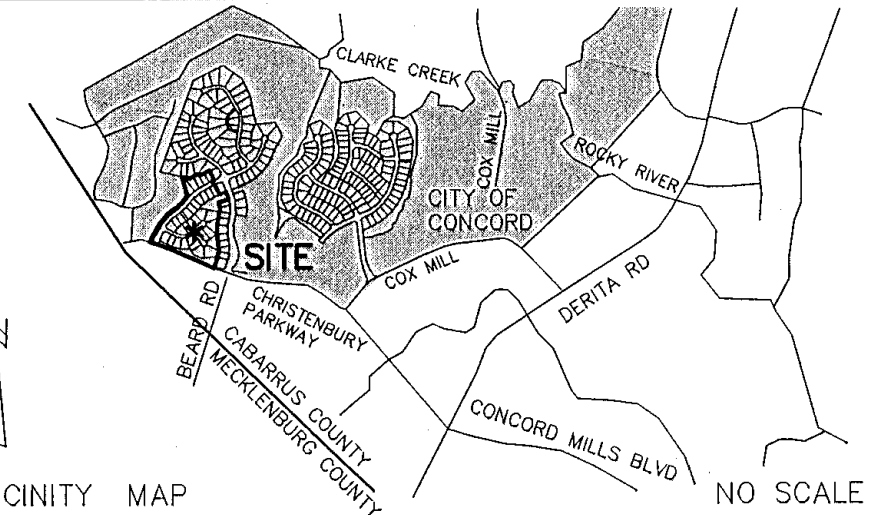 CLARKE CREEK
COX MILL
ROCKY RIVER
CITY OF
CONCORD
SITE
COX MILL
DERITA RD
CHRISTENBURY
PARKWAY
BEARD RD
CABARRUS COUNTY
MECKLENBURG COUNTY
CONCORD MILLS BLVD
CINITY MAP
NO SCALE